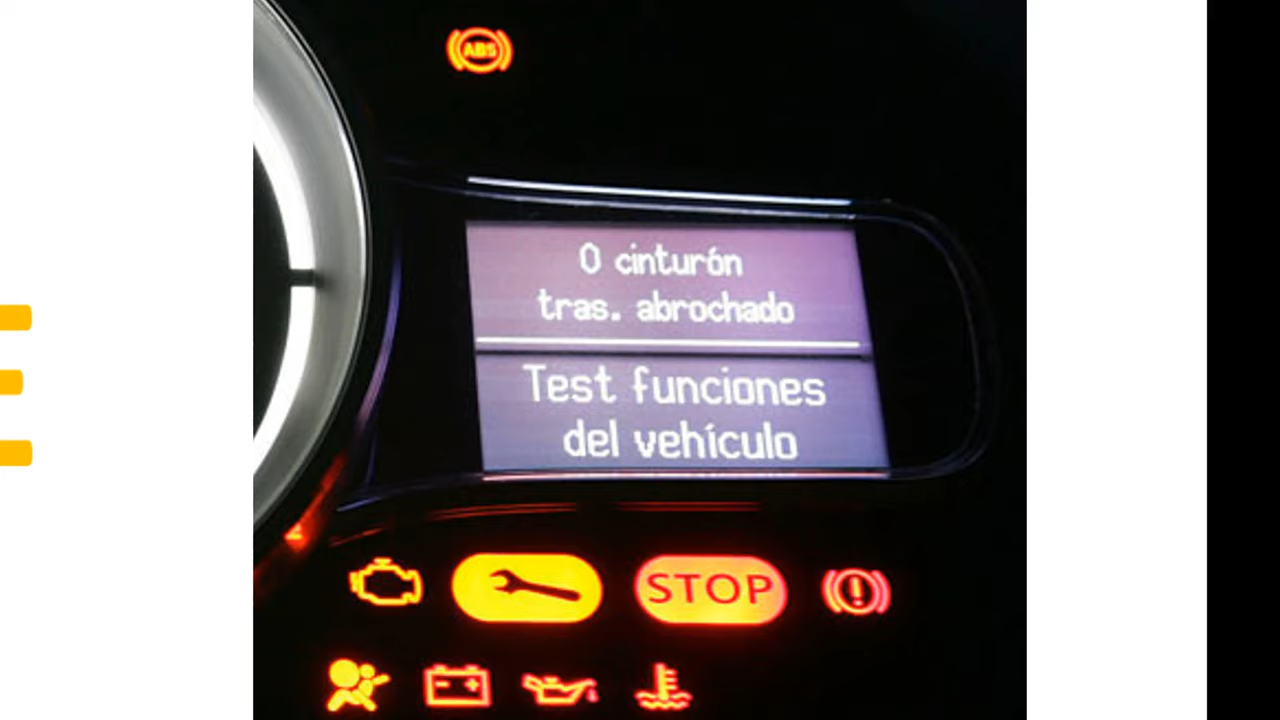 ABS
0 cinturón
tras. abrochado
Test funciones
del vehículo
STOP